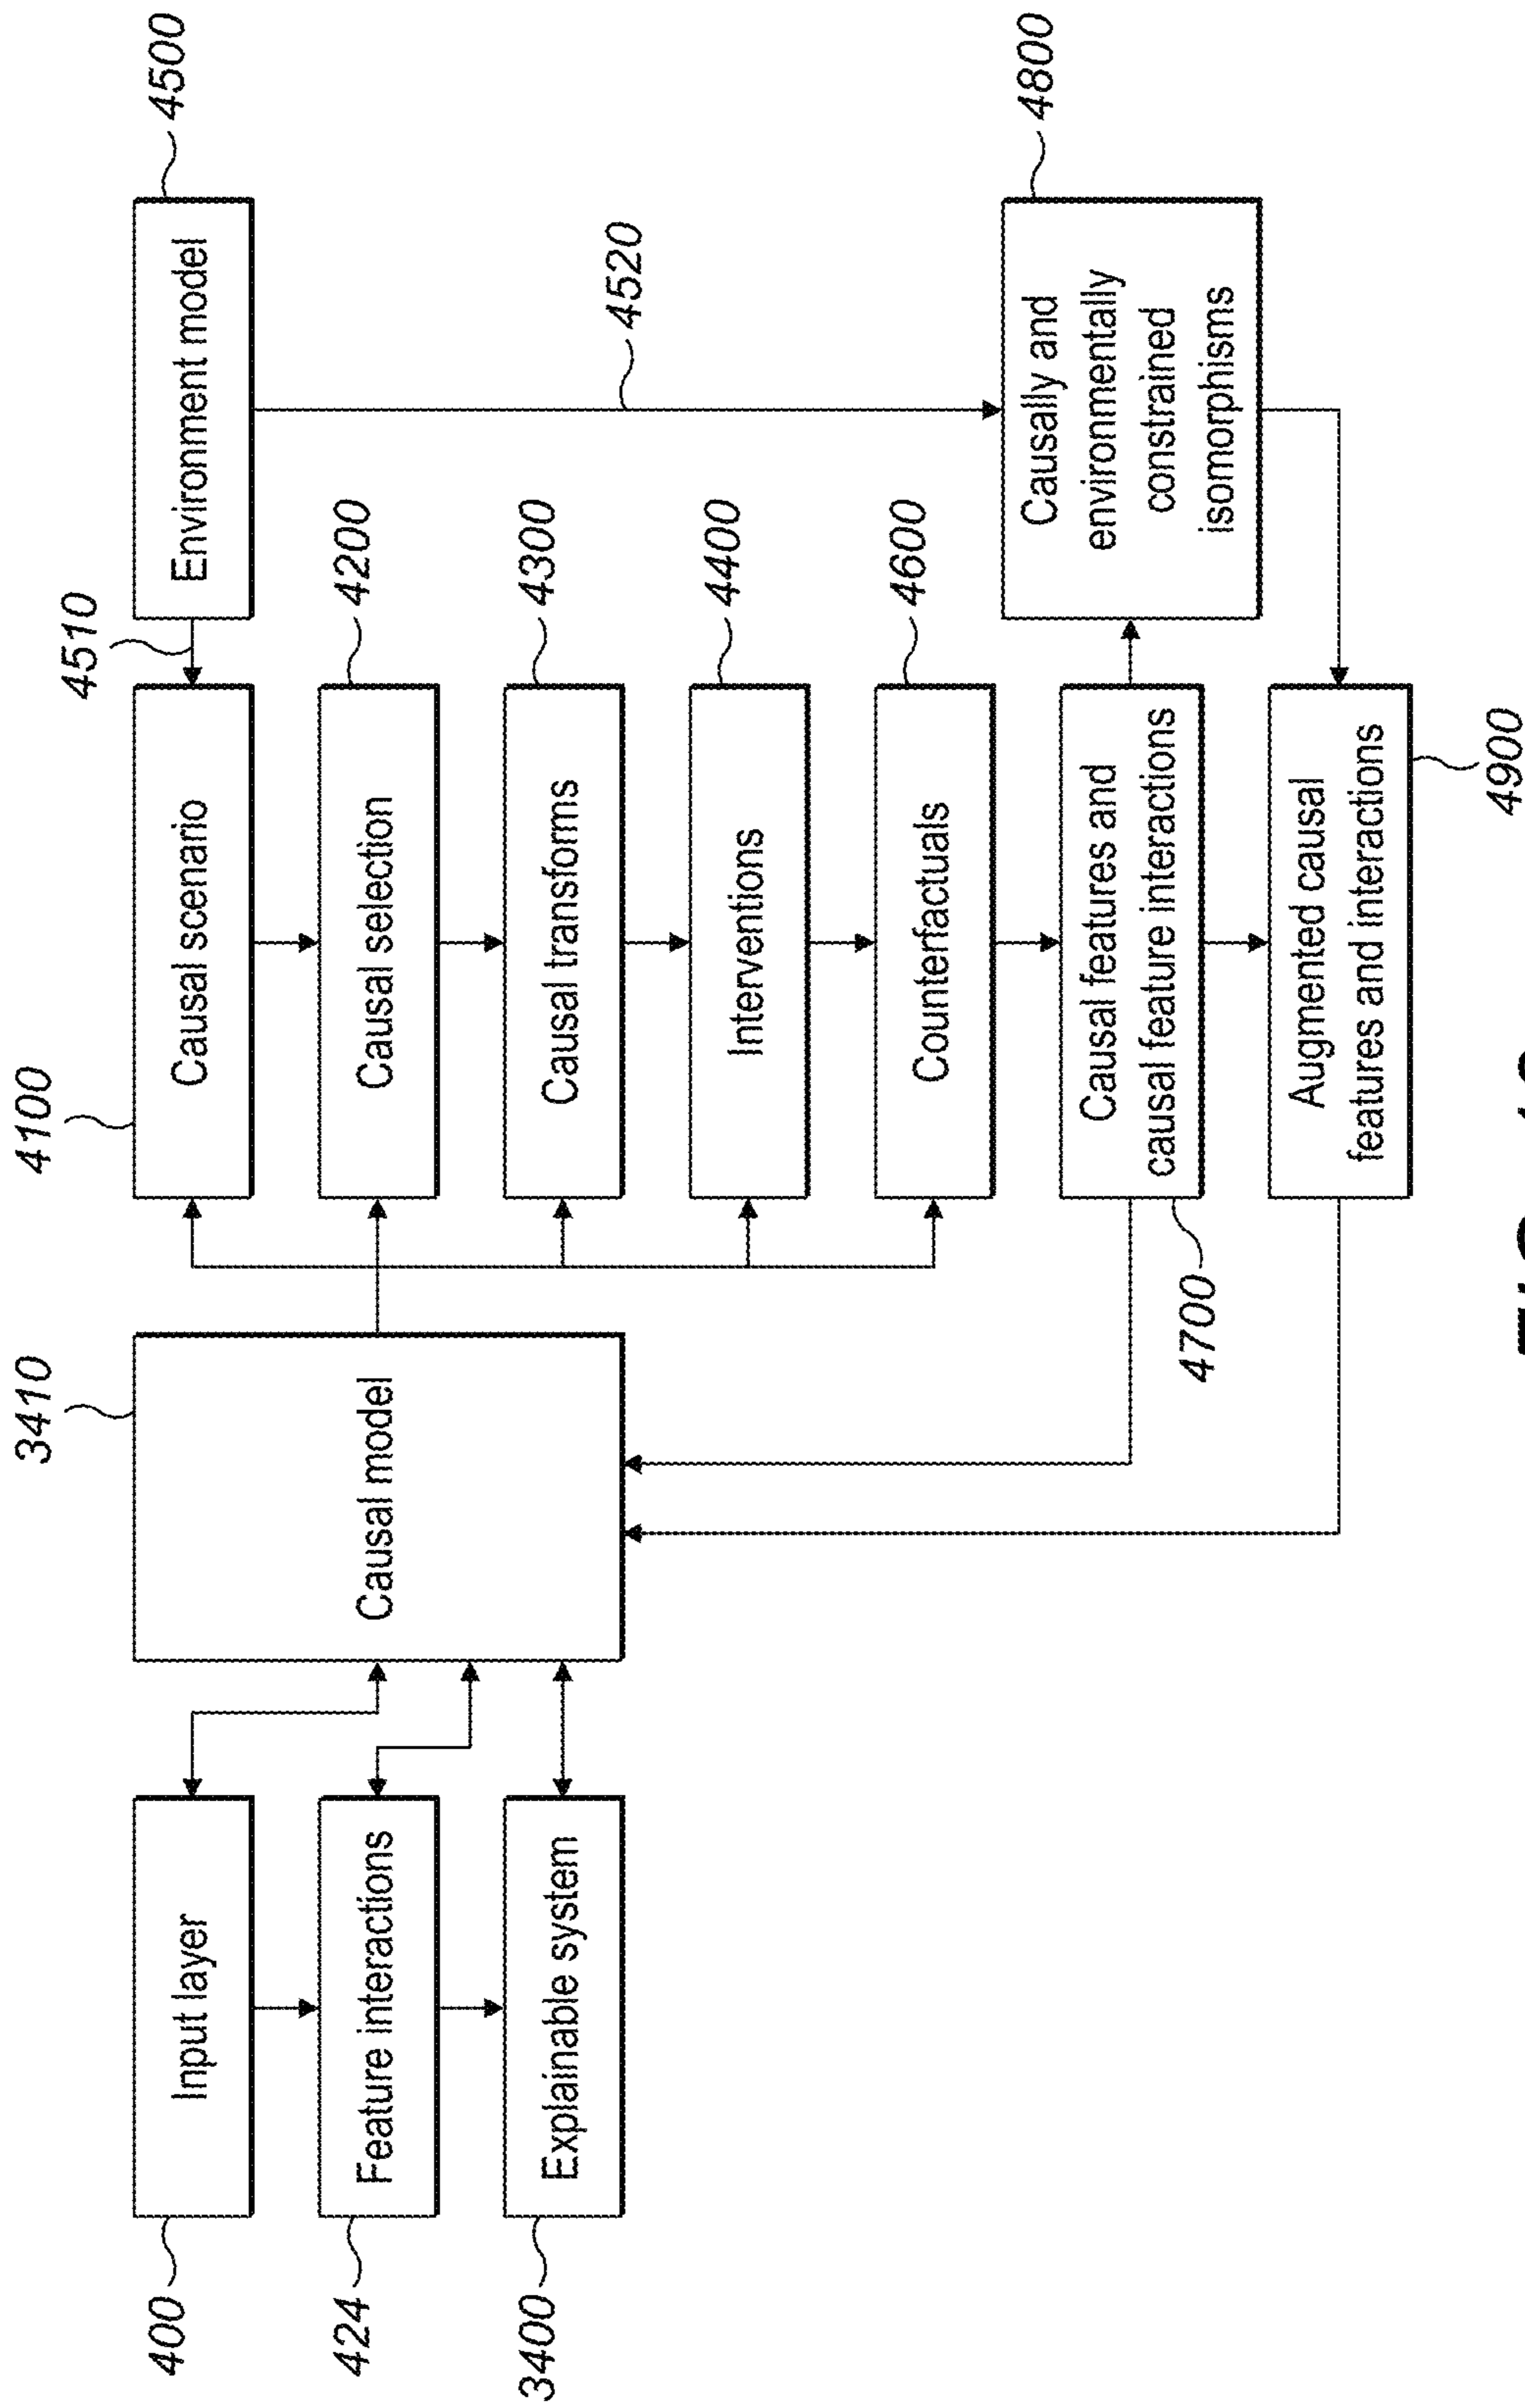 3410
4100
4510
4500
400
Input layer
Causal model
Causal scenario
Environment model
424
Feature interactions
Causal selection
4200
3400
Explainable system
Causal transforms
4300
4520
Interventions
4400
Counterfactuals
4600
4700
Causal features and
causal feature interactions
Causally and
environmentally
constrained
isomorphisms
4800
Augmented causal
features and interactions
4900